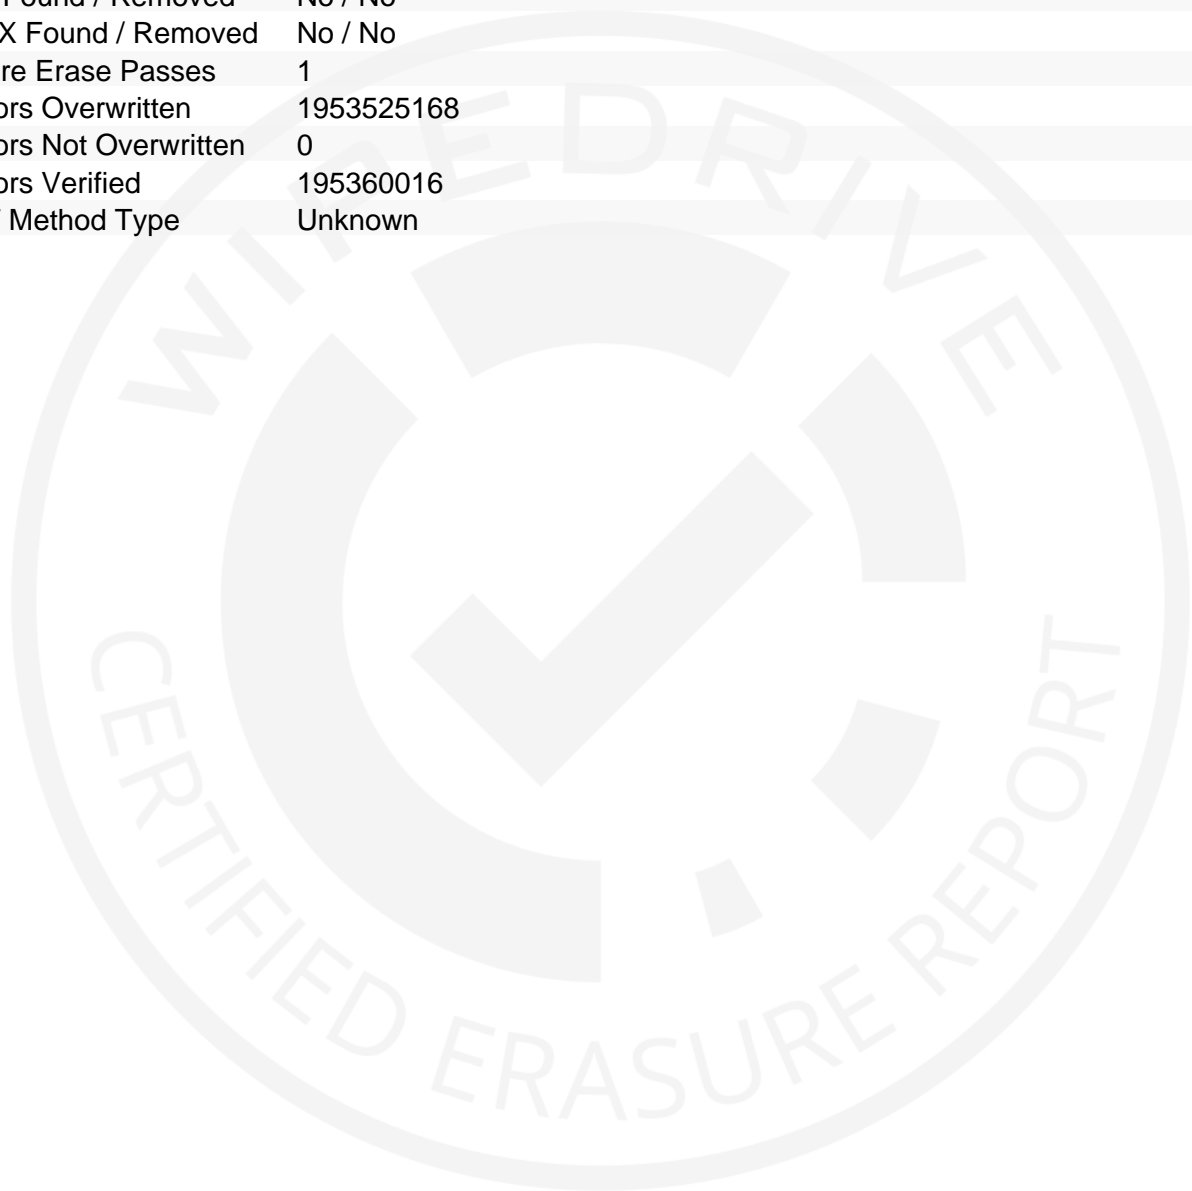 Found / Removed No / No
X Found / Removed No / No
re Erase Passes 1
ors Overwritten 1953525168
ors Not Overwritten 0
ors Verified 195360016
Method Type Unknown
WIPEDRIVE
CERTIFIED ERASURE REPORT